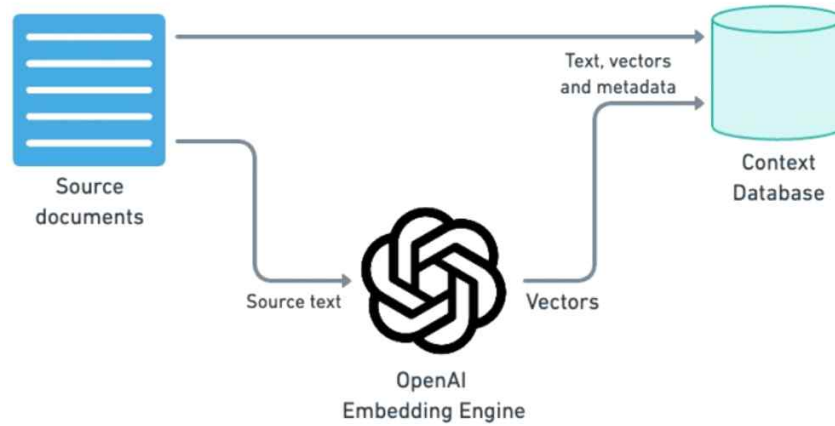 Text, vectors
and metadata
Source
documents
Context
Database
Source text
Vectors
OpenAI
Embedding Engine